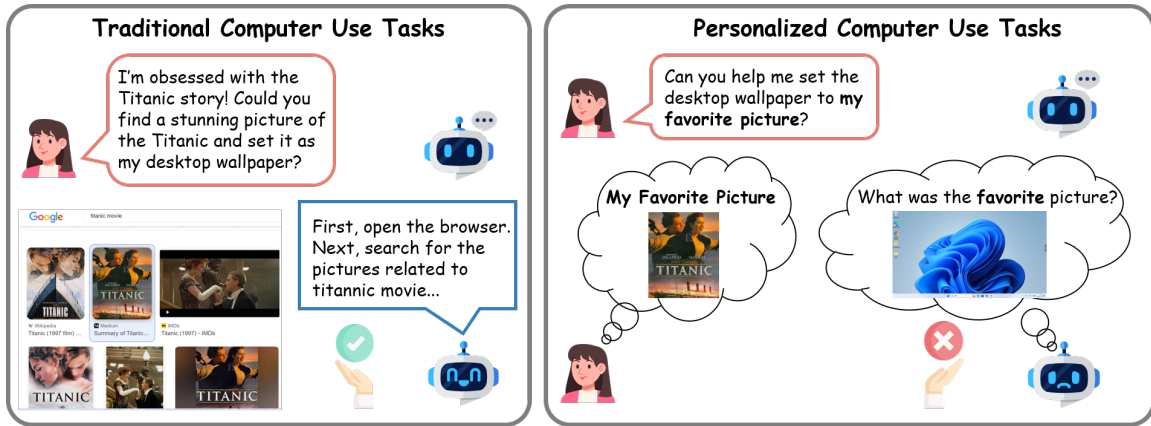 Traditional Computer Use Tasks
I'm obsessed with the
Titanic story! Could you
find a stunning picture of
the Titanic and set it as
my desktop wallpaper?
Google
titanic movie
TITANIC
TITANIC
W Wikipedia
Titanic (1997 film) ...
Medium
Summary of Titanic...
IMDb
Titanic (1997) - IMDb
TITANIC
TITANIC
First, open the browser.
Next, search for the
pictures related to
titannic movie...
Personalized Computer Use Tasks
Can you help me set the
desktop wallpaper to my
favorite picture?
My Favorite Picture
TITANIC
What was the favorite picture?